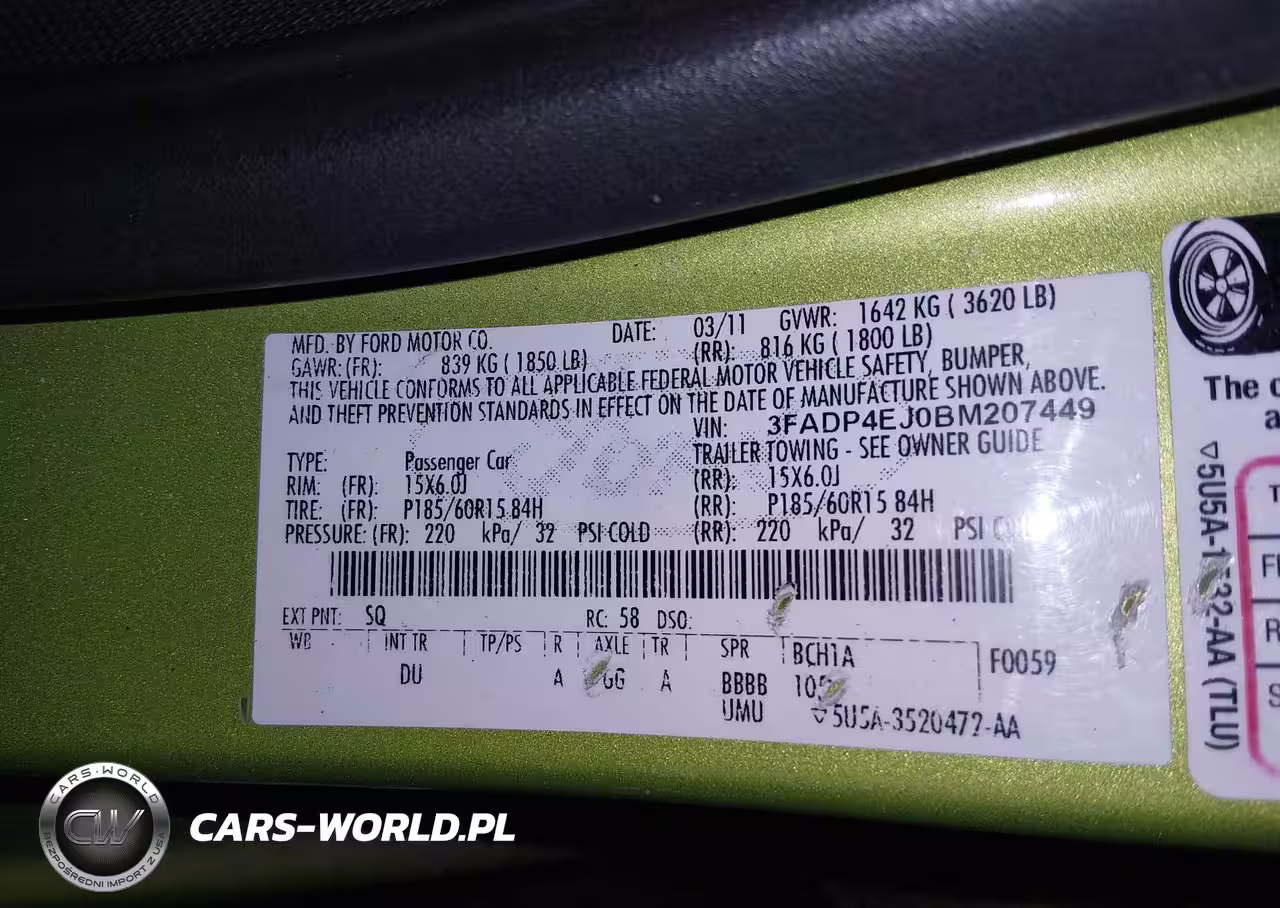 MFD. BY FORD MOTOR CO. DATE: 03/11 GVWR: 1642 KG ( 3620 LB)
GAWR: (FR): 839 KG ( 1850 LB) (RR): 816 KG ( 1800 LB)
THIS VEHICLE CONFORMS TO ALL APPLICABLE FEDERAL MOTOR VEHICLE SAFETY, BUMPER,
AND THEFT PREVENTION STANDARDS IN EFFECT ON THE DATE OF MANUFACTURE SHOWN ABOVE.
VIN: 3FADP4EJ0BM207449
TYPE: Passenger Car TRAILER TOWING - SEE OWNER GUIDE
RIM: (FR): 15X6.0J (RR): 15X6.0J
TIRE: (FR): P185/60R15 84H (RR): P185/60R15 84H
PRESSURE: (FR): 220 kPa/ 32 PSI COLD (RR): 220 kPa/ 32 PSI
EXT PNT: SQ RC: 58 DSO:
WB INT TR TP/PS R AXLE TR SPR BCH1A F0059
DU A GG A BBBB
UMU ▽5U5A-3520472-AA
The
(TLU)
CARS-WORLD
CW
BEZPOŚREDNI IMPORT Z USA
CARS-WORLD.PL